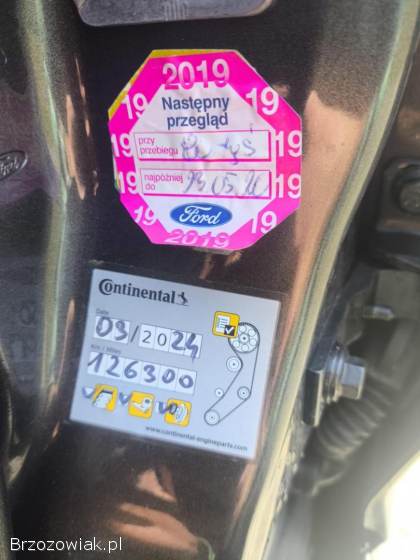 2019
19 19
Następny
przegląd
19 19
przy
przebiegu
najpóźniej
do
19 19
Ford
19 19
2019
Ford
Continental
Date
09/2024
Km / Miles
126300
www.continental-engineparts.com
Brzozowiak.pl